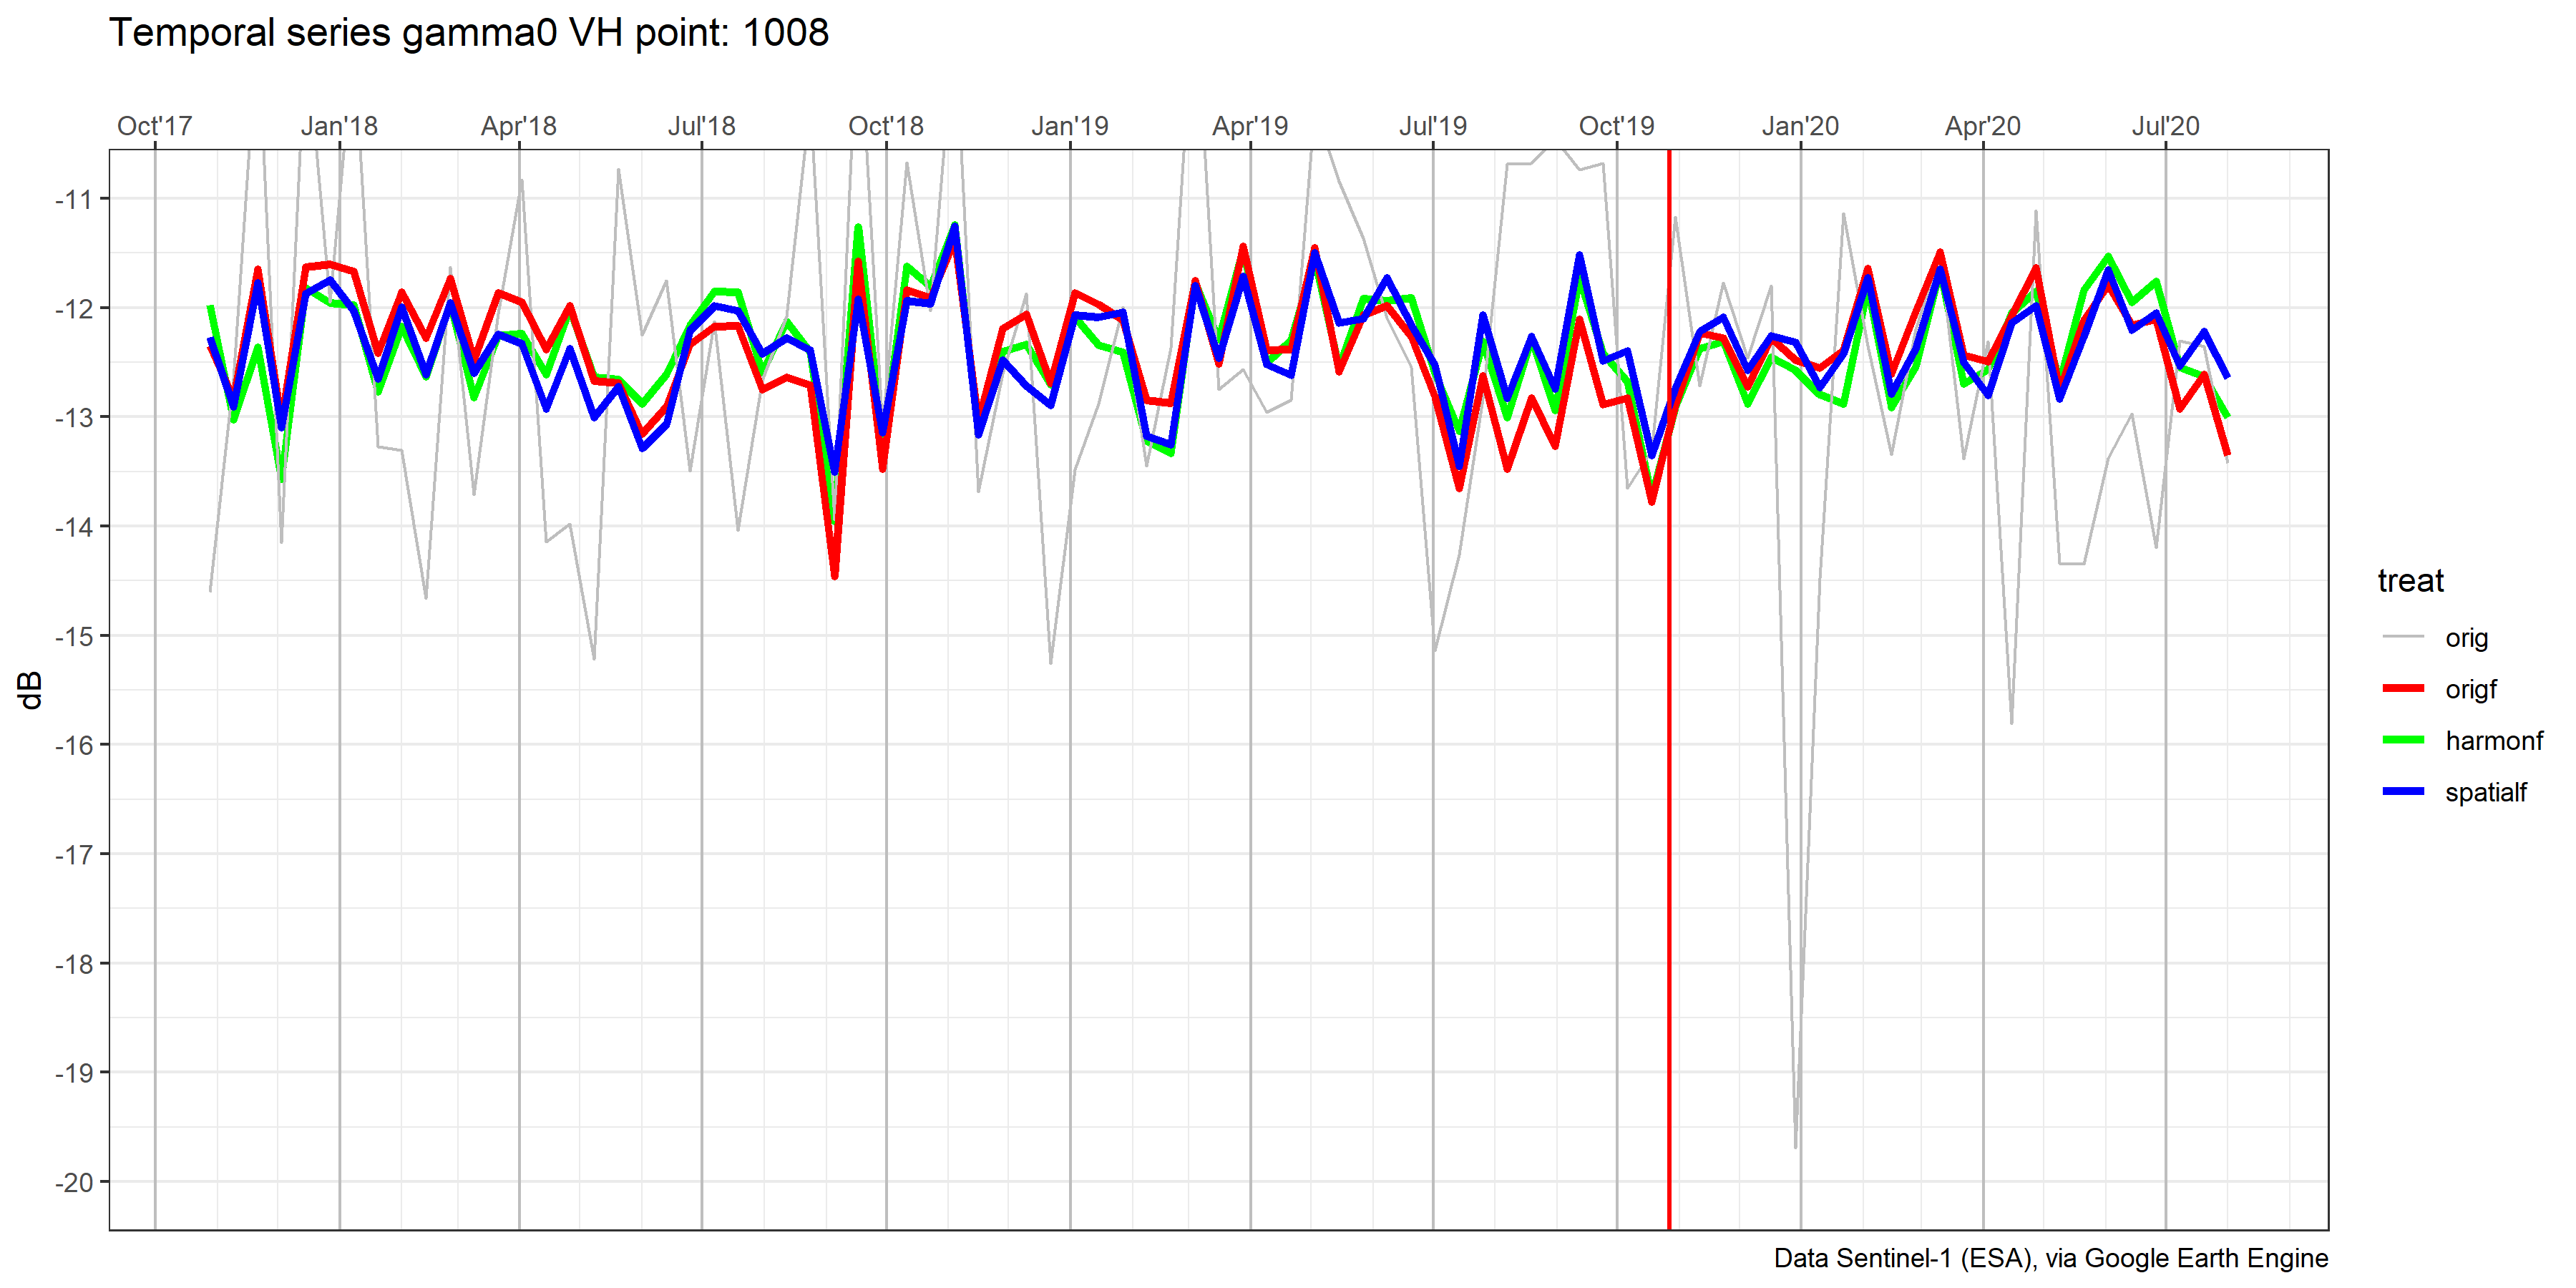 Temporal series gamma0 VH point: 1008
Oct'17 Jan'18 Apr'18 Jul'18 Oct'18 Jan'19 Apr'19 Jul'19 Oct'19 Jan'20 Apr'20 Jul'20
-11
-12
-13
-14
-15
-16
-17
-18
-19
-20
dB
treat
orig
origf
harmonf
spatialf
Data Sentinel-1 (ESA), via Google Earth Engine